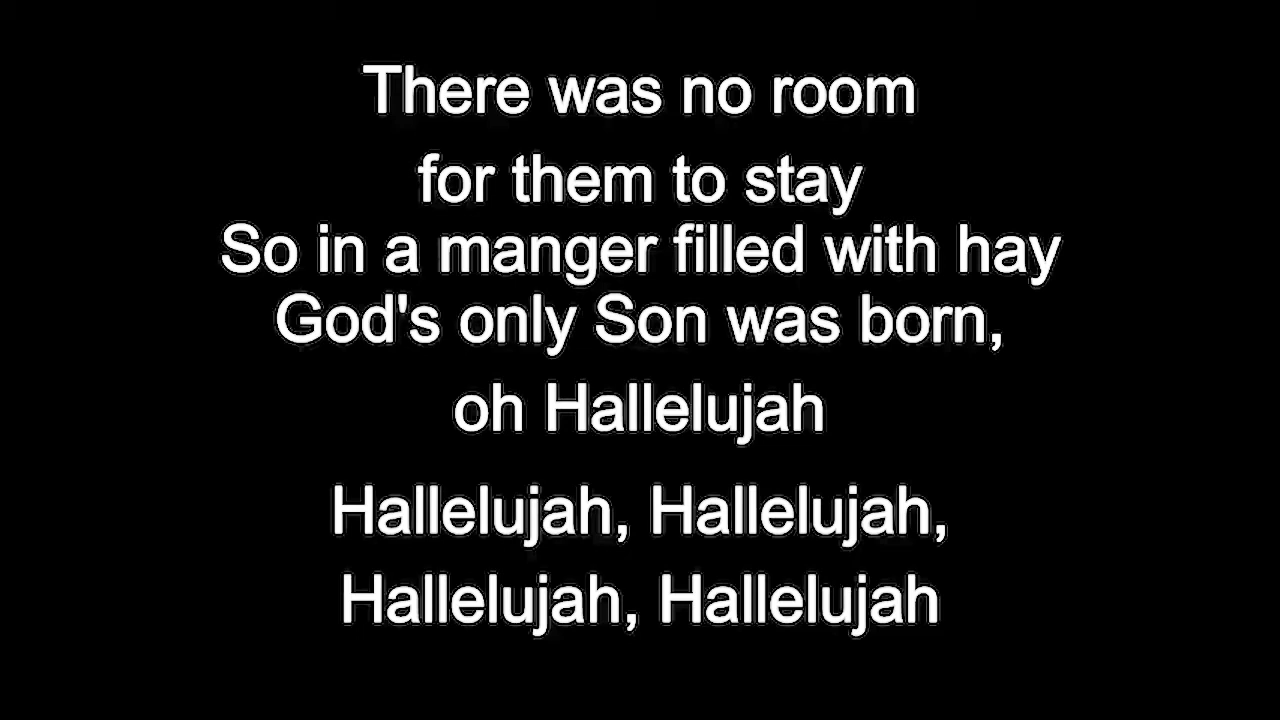 There was no room
for them to stay
So in a manger filled with hay
God's only Son was born,
oh Hallelujah
Hallelujah, Hallelujah,
Hallelujah, Hallelujah